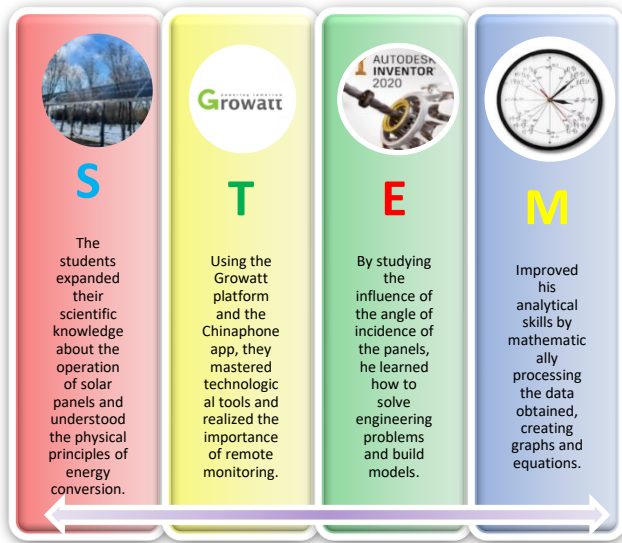 S
The
students
expanded
their
scientific
knowledge
about the
operation
of solar
panels and
understood
the physical
principles of
energy
conversion.
Growatt
T
Using the
Growatt
platform
and the
Chinaphone
app, they
mastered
technologic
al tools and
realized the
importance
of remote
monitoring.
AUTODESK
INVENTOR
2020
E
By studying
the
influence of
the angle of
incidence of
the panels,
he learned
how to
solve
engineering
problems
and build
models.
M
Improved
his
analytical
skills by
mathematic
ally
processing
the data
obtained,
creating
graphs and
equations.